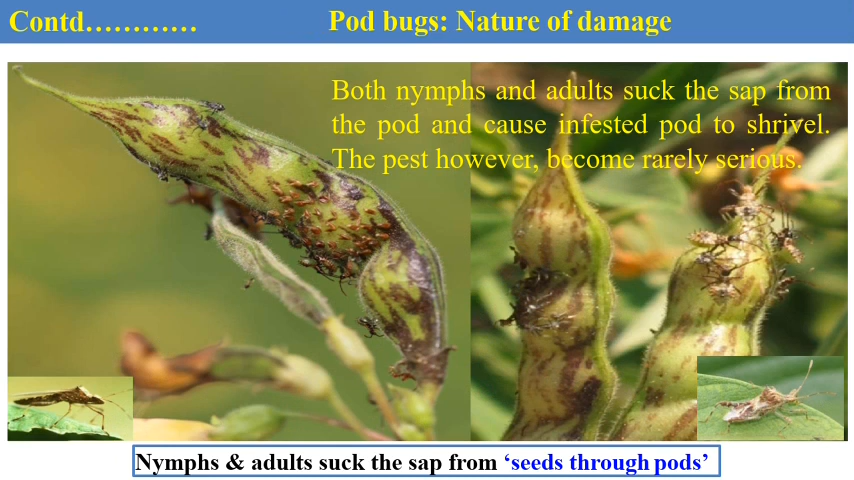 Contd………… Pod bugs: Nature of damage
Both nymphs and adults suck the sap from
the pod and cause infested pod to shrivel.
The pest however, become rarely serious.
Nymphs & adults suck the sap from ‘seeds through pods’